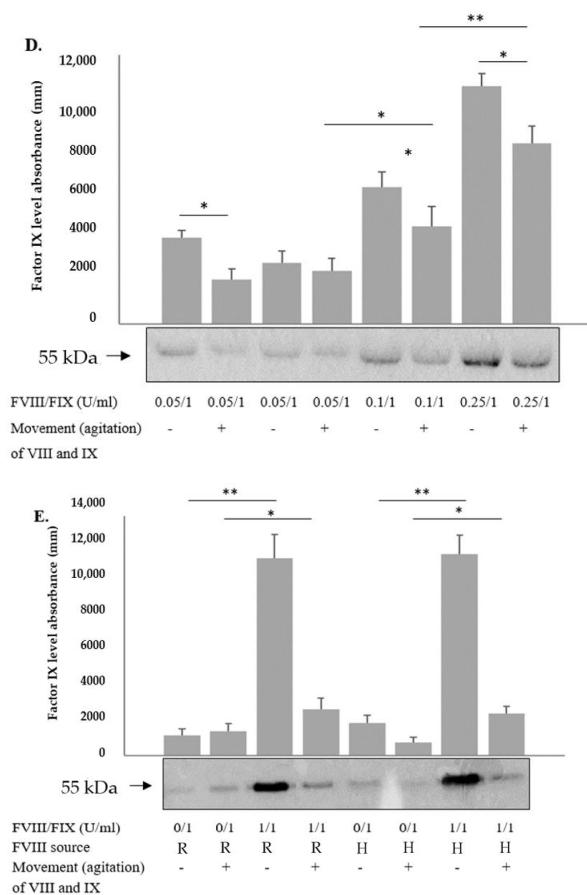 D.
**
*
*
*
*
Factor IX level absorbance (mm)
12,000
10,000
8000
6000
4000
2000
0
55 kDa
FVIII/FIX (U/ml) 0.05/1 0.05/1 0.05/1 0.05/1 0.1/1 0.1/1 0.25/1 0.25/1
Movement (agitation) - + - + - + - +
of VIII and IX
E.
** **
* *
Factor IX level absorbance (mm)
14,000
12,000
10,000
8000
6000
4000
2000
0
55 kDa
FVIII/FIX (U/ml) 0/1 0/1 1/1 1/1 0/1 0/1 1/1 1/1
FVIII source R R R R H H H H
Movement (agitation) - + - + - + - +
of VIII and IX